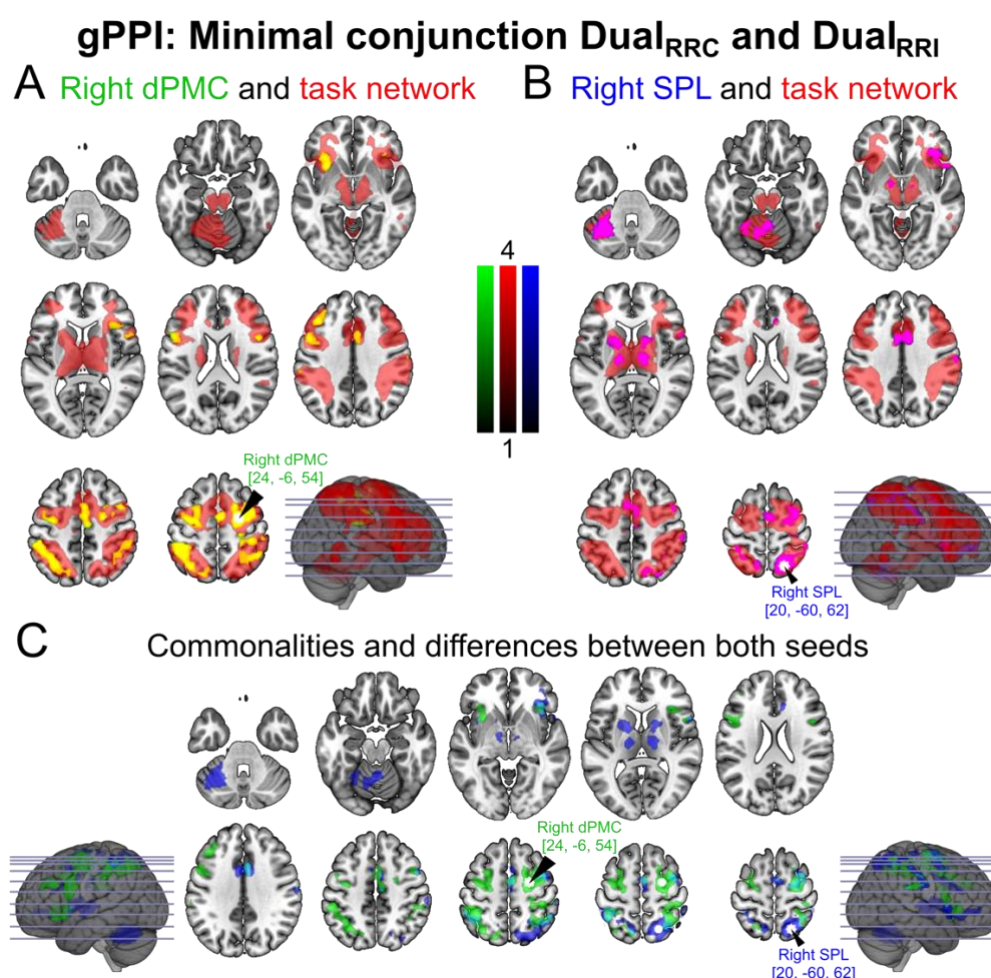 gPPI: Minimal conjunction DualRRC and DualRRI
A Right dPMC and task network
B Right SPL and task network
4
1
Right dPMC
[24, -6, 54]
Right SPL
[20, -60, 62]
C Commonalities and differences between both seeds
Right dPMC
[24, -6, 54]
Right SPL
[20, -60, 62]